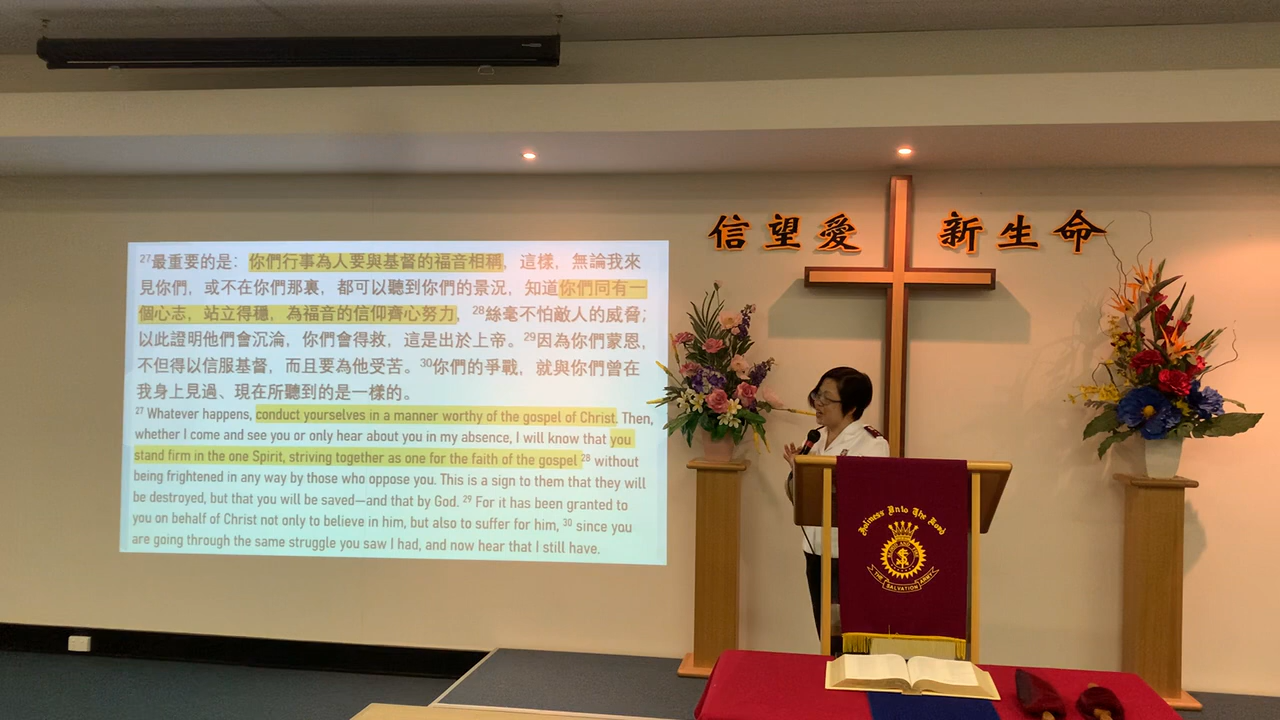 27最重要的是：你們行事為人要與基督的福音相稱，這樣，無論我來
見你們，或不在你們那裏，都可以聽到你們的景況，知道你們同有一
個心志，站立得穩，為福音的信仰齊心努力，28絲毫不怕敵人的威脅；
以此證明他們會沉淪，你們會得救，這是出於上帝。29因為你們蒙恩，
不但得以信服基督，而且要為他受苦。30你們的爭戰，就與你們曾在
我身上見過、現在所聽到的是一樣的。
27 Whatever happens, conduct yourselves in a manner worthy of the gospel of Christ. Then,
whether I come and see you or only hear about you in my absence, I will know that you
stand firm in the one Spirit, striving together as one for the faith of the gospel 28 without
being frightened in any way by those who oppose you. This is a sign to them that they will
be destroyed, but that you will be saved—and that by God. 29 For it has been granted to
you on behalf of Christ not only to believe in him, but also to suffer for him, 30 since you
are going through the same struggle you saw I had, and now hear that I still have.
信望愛 新生命
Holiness Unto The Lord
THE SALVATION ARMY